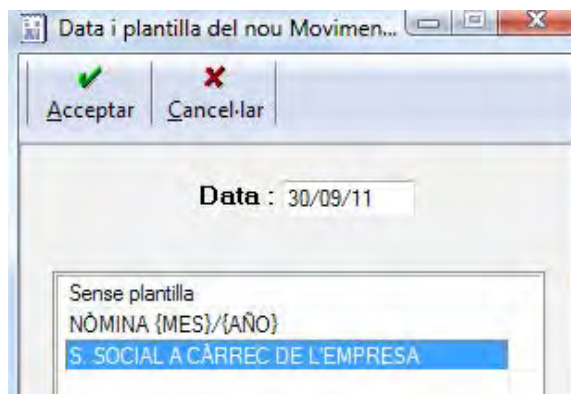 Data i plantilla del nou Movimen...
Acceptar Cancel·lar
Data : 30/09/11
Sense plantilla
NÒMINA {MES}/{AÑO}
S. SOCIAL A CÀRREC DE L'EMPRESA